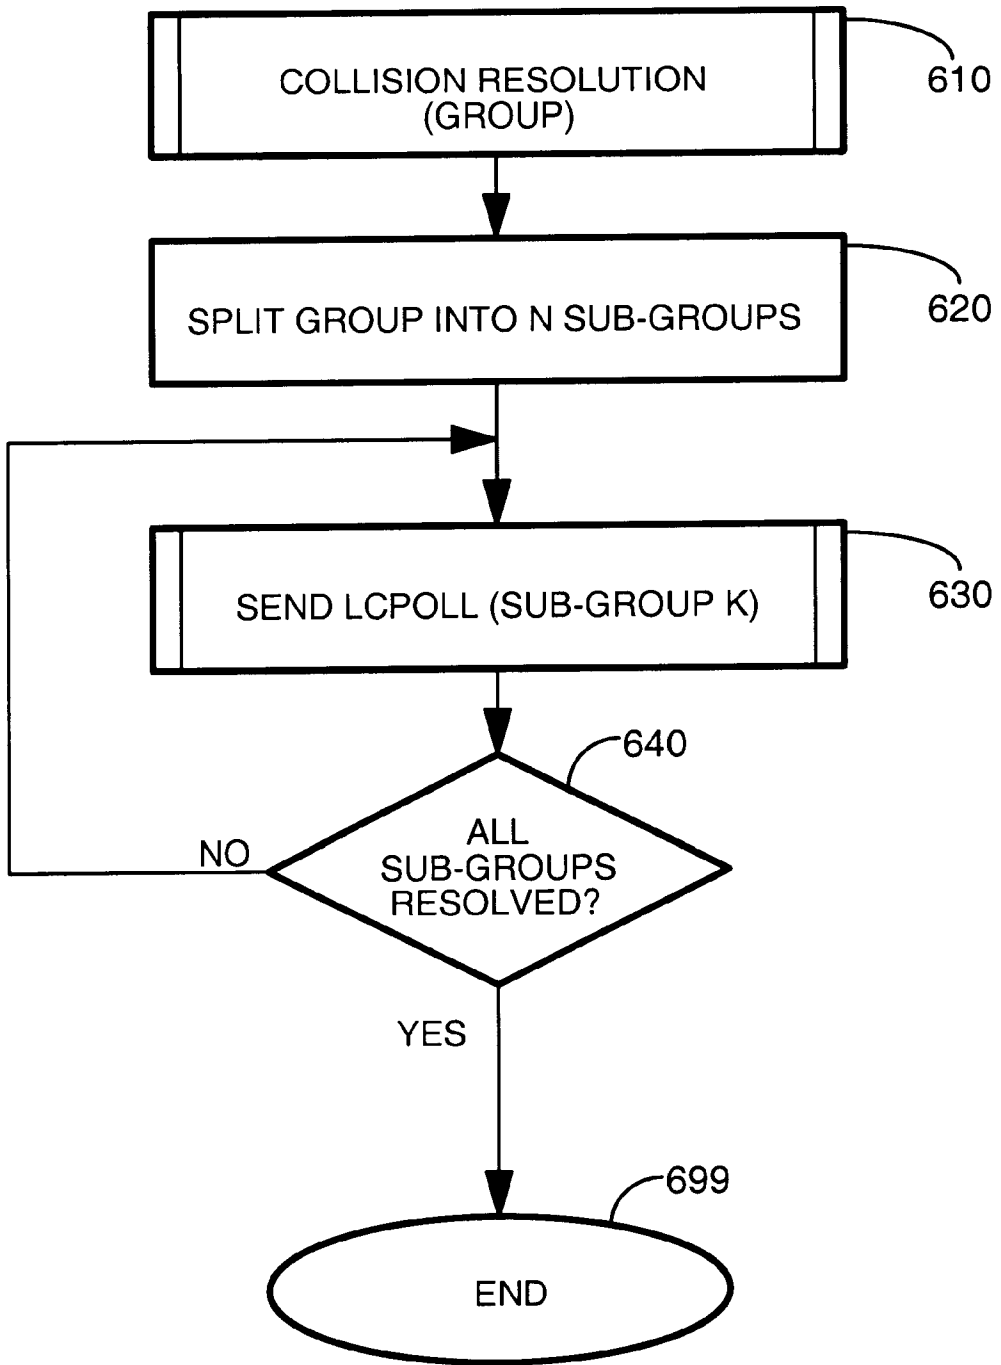 COLLISION RESOLUTION
(GROUP)
610
SPLIT GROUP INTO N SUB-GROUPS
620
SEND LCPOLL (SUB-GROUP K)
630
640
ALL
SUB-GROUPS
RESOLVED?
NO
YES
699
END